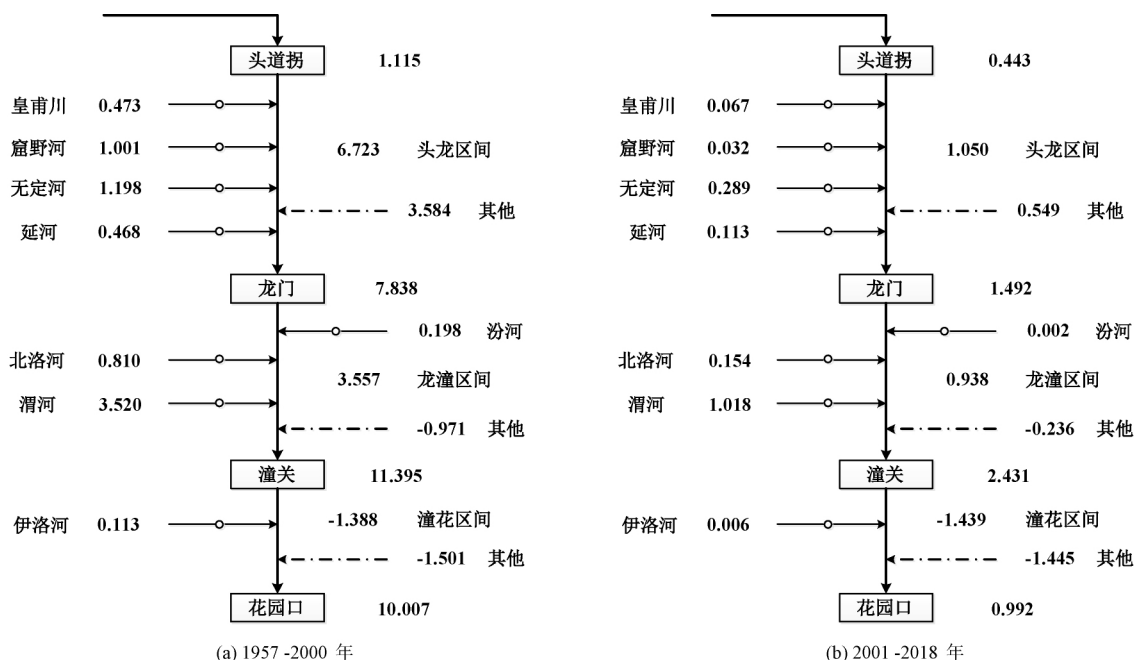 头道拐 1.115
皇甫川 0.473
窟野河 1.001
6.723 头龙区间
无定河 1.198
3.584 其他
延河 0.468
龙门 7.838
0.198 汾河
北洛河 0.810
3.557 龙潼区间
渭河 3.520
-0.971 其他
潼关 11.395
-1.388 潼花区间
伊洛河 0.113
-1.501 其他
花园口 10.007
(a) 1957 -2000 年
头道拐 0.443
皇甫川 0.067
窟野河 0.032
1.050 头龙区间
无定河 0.289
0.549 其他
延河 0.113
龙门 1.492
0.002 汾河
北洛河 0.154
0.938 龙潼区间
渭河 1.018
-0.236 其他
潼关 2.431
-1.439 潼花区间
伊洛河 0.006
-1.445 其他
花园口 0.992
(b) 2001 -2018 年